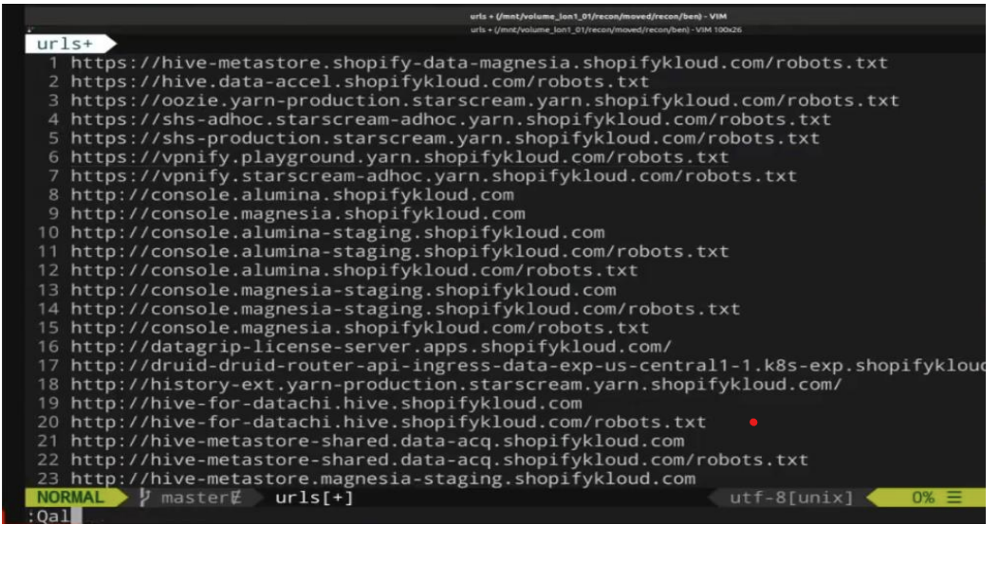 urls + (/mnt/volume_lon1_01/recon/moved/recon/ben) - VIM
urls + (/mnt/volume_lon1_01/recon/moved/recon/ben) - VIM 100x26
urls+
1 https://hive-metastore.shopify-data-magnesia.shopifykloud.com/robots.txt
2 https://hive.data-accel.shopifykloud.com/robots.txt
3 https://oozie.yarn-production.starscream.yarn.shopifykloud.com/robots.txt
4 https://shs-adhoc.starscream-adhoc.yarn.shopifykloud.com/robots.txt
5 https://shs-production.starscream.yarn.shopifykloud.com/robots.txt
6 https://vpnify.playground.yarn.shopifykloud.com/robots.txt
7 https://vpnify.starscream-adhoc.yarn.shopifykloud.com/robots.txt
8 http://console.alumina.shopifykloud.com
9 http://console.magnesia.shopifykloud.com
10 http://console.alumina-staging.shopifykloud.com
11 http://console.alumina-staging.shopifykloud.com/robots.txt
12 http://console.alumina.shopifykloud.com/robots.txt
13 http://console.magnesia-staging.shopifykloud.com
14 http://console.magnesia-staging.shopifykloud.com/robots.txt
15 http://console.magnesia.shopifykloud.com/robots.txt
16 http://datagrip-license-server.apps.shopifykloud.com/
17 http://druid-druid-router-api-ingress-data-exp-us-central1-1.k8s-exp.shopifykloud
18 http://history-ext.yarn-production.starscream.yarn.shopifykloud.com/
19 http://hive-for-datachi.hive.shopifykloud.com
20 http://hive-for-datachi.hive.shopifykloud.com/robots.txt
21 http://hive-metastore-shared.data-acq.shopifykloud.com
22 http://hive-metastore-shared.data-acq.shopifykloud.com/robots.txt
23 http://hive-metastore.magnesia-staging.shopifykloud.com
NORMAL master urls[+] utf-8[unix] 0% ☰
:Qal